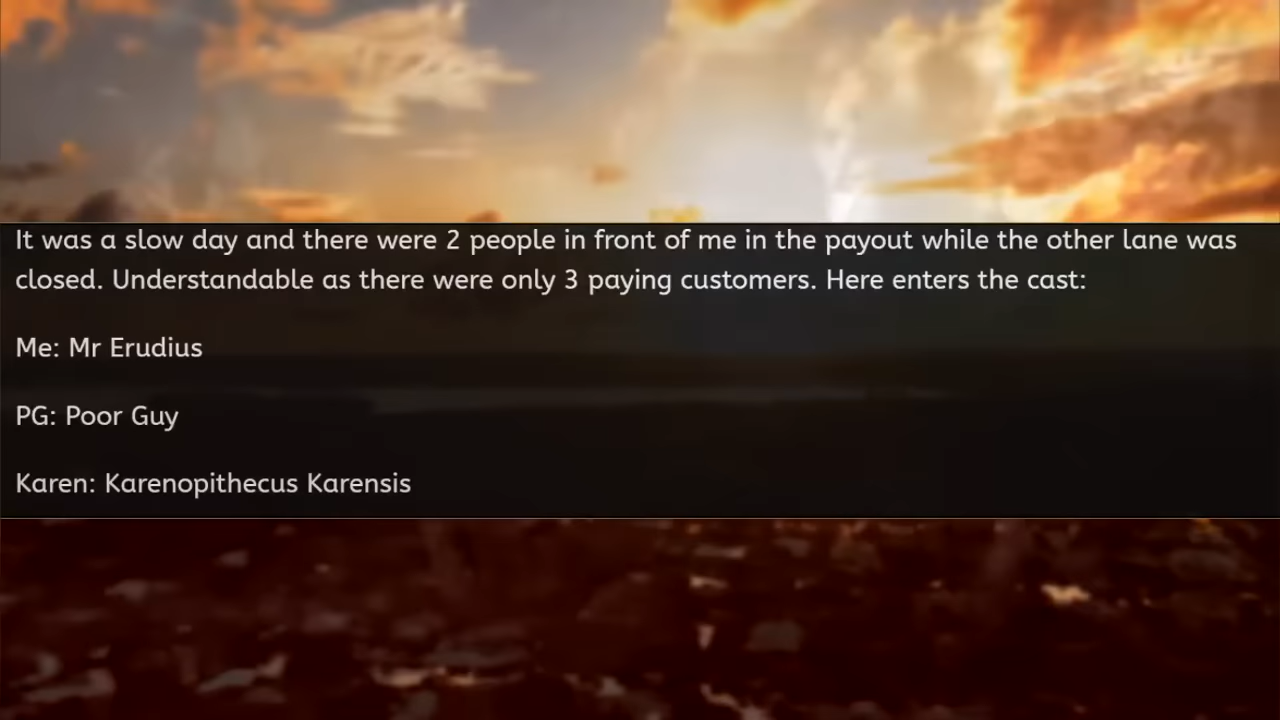 It was a slow day and there were 2 people in front of me in the payout while the other lane was
closed. Understandable as there were only 3 paying customers. Here enters the cast:
Me: Mr Erudius
PG: Poor Guy
Karen: Karenopithecus Karensis